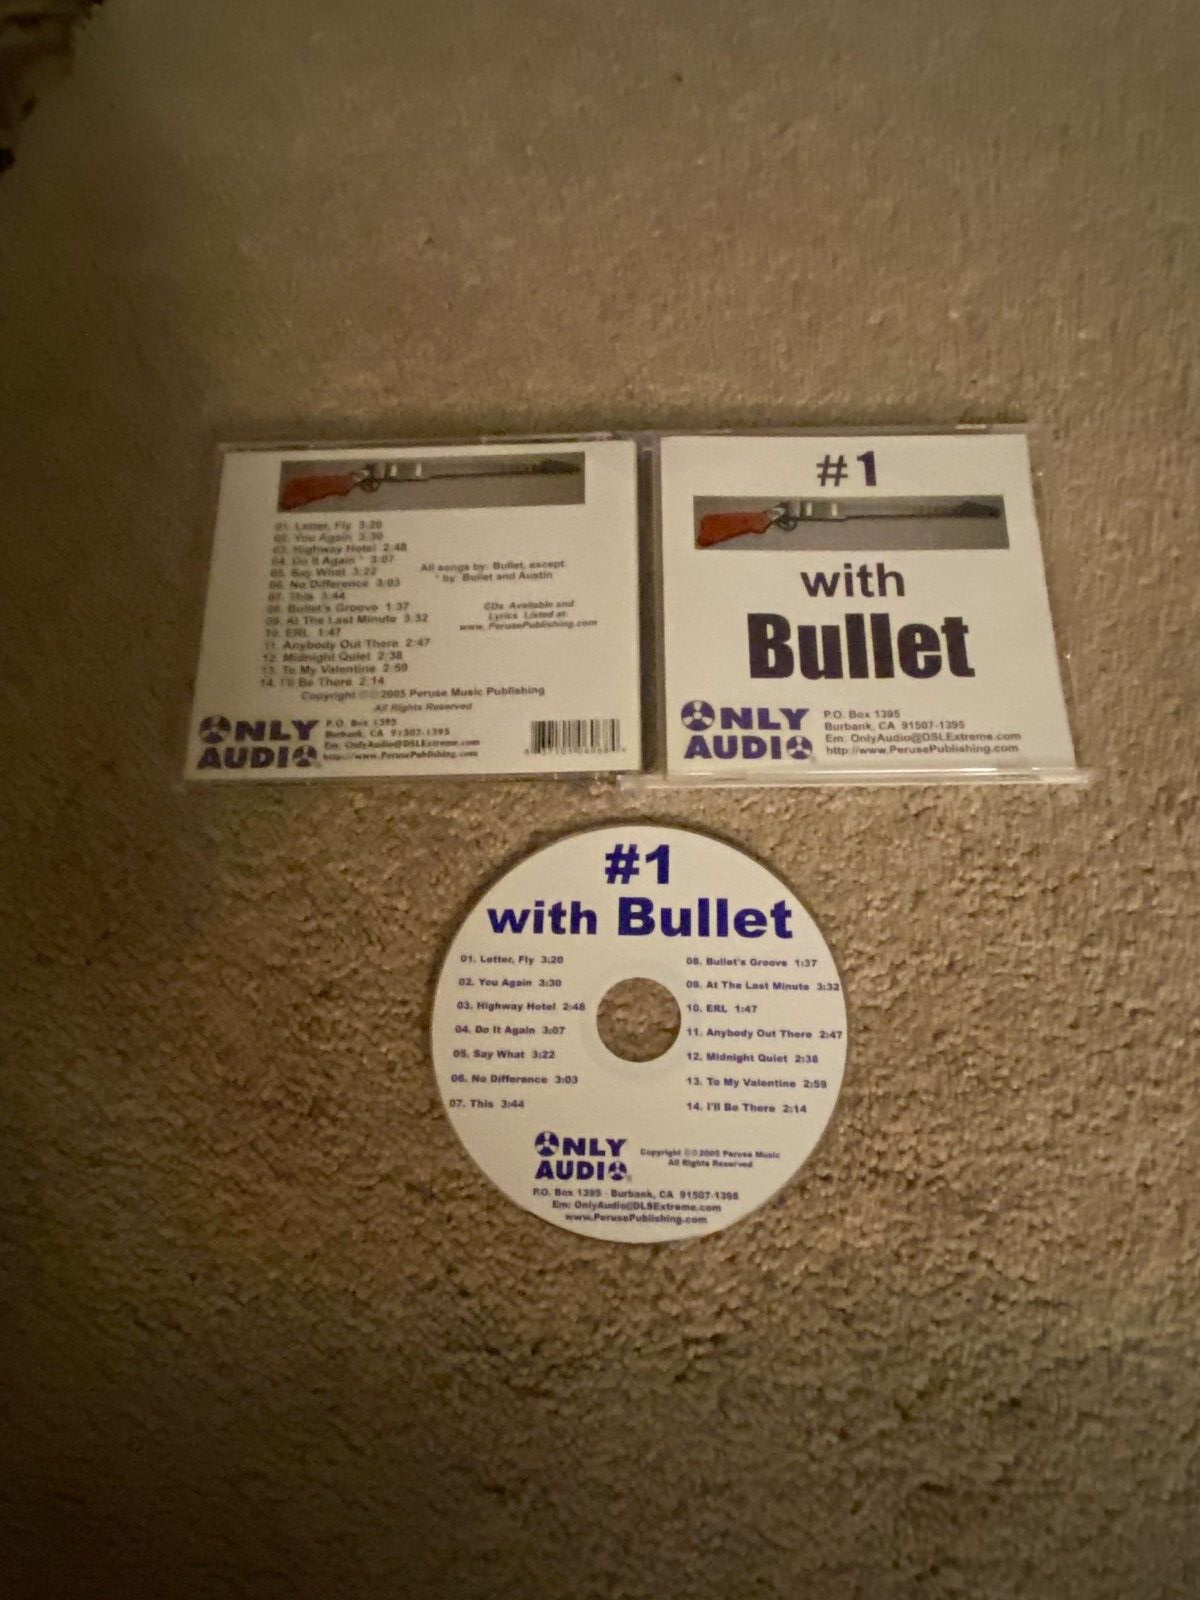 01. Letter, Fly 3:20
02. You Again 3:30
03. Highway Hotel 2:48
04. Do It Again * 3:07
05. Say What 3:22
06. No Difference 3:03
07. This 3:44
08. Bullet's Groove 1:37
09. At The Last Minute 3:32
10. ERL 1:47
11. Anybody Out There 2:47
12. Midnight Quiet 2:38
13. To My Valentine 2:59
14. I'll Be There 2:14
All songs by: Bullet, except
* by: Bullet and Austin
CDs Available and
Lyrics Listed at:
www.PerusePublishing.com
Copyright ©℗2005 Peruse Music Publishing
All Rights Reserved
ONLY
AUDIO
P.O. Box 1395
Burbank, CA 91507-1395
Em: OnlyAudio@DSLExtreme.com
http://www.PerusePublishing.com
#1
with
Bullet
ONLY
AUDIO
P.O. Box 1395
Burbank, CA 91507-1395
Em: OnlyAudio@DSLExtreme.com
http://www.PerusePublishing.com
#1
with Bullet
01. Letter, Fly 3:20
02. You Again 3:30
03. Highway Hotel 2:48
04. Do It Again 3:07
05. Say What 3:22
06. No Difference 3:03
07. This 3:44
08. Bullet's Groove 1:37
09. At The Last Minute 3:32
10. ERL 1:47
11. Anybody Out There 2:47
12. Midnight Quiet 2:38
13. To My Valentine 2:59
14. I'll Be There 2:14
ONLY
AUDIO
Copyright ©℗2005 Peruse Music
All Rights Reserved
P.O. Box 1395 - Burbank, CA 91507-1395
Em: OnlyAudio@DLSExtreme.com
www.PerusePublishing.com